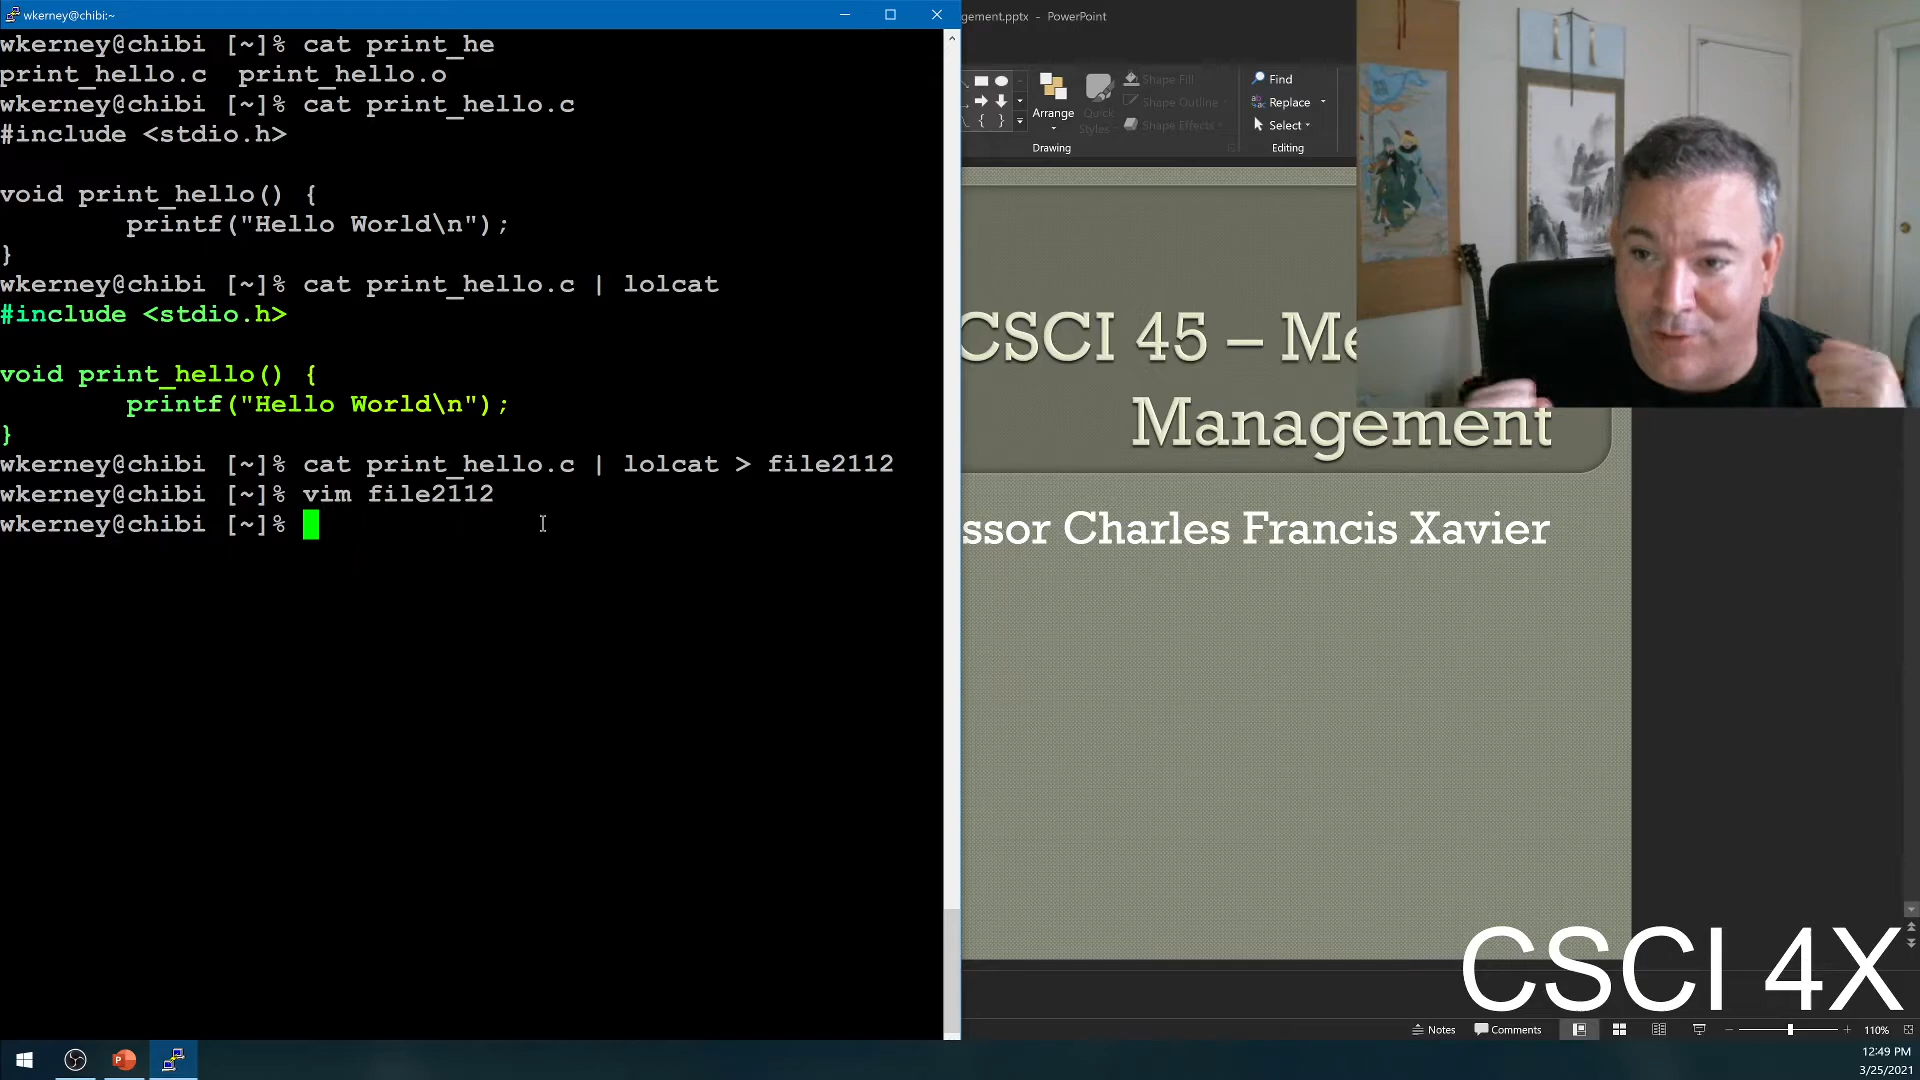 wkerney@chibi:~
wkerney@chibi [~]% cat print_he
print_hello.c  print_hello.o
wkerney@chibi [~]% cat print_hello.c
#include <stdio.h>
void print_hello() {
        printf("Hello World\n");
}
wkerney@chibi [~]% cat print_hello.c | lolcat
#include <stdio.h>
void print_hello() {
        printf("Hello World\n");
}
wkerney@chibi [~]% cat print_hello.c | lolcat > file2112
wkerney@chibi [~]% vim file2112
wkerney@chibi [~]%
agement.pptx - PowerPoint
Arrange
Quick
Styles
Shape Fill
Shape Outline
Shape Effects
Drawing
Find
Replace
Select
Editing
CSCI 45 – Me
Management
ssor Charles Francis Xavier
CSCI 4X
Notes
Comments
110%
12:49 PM
3/25/2021